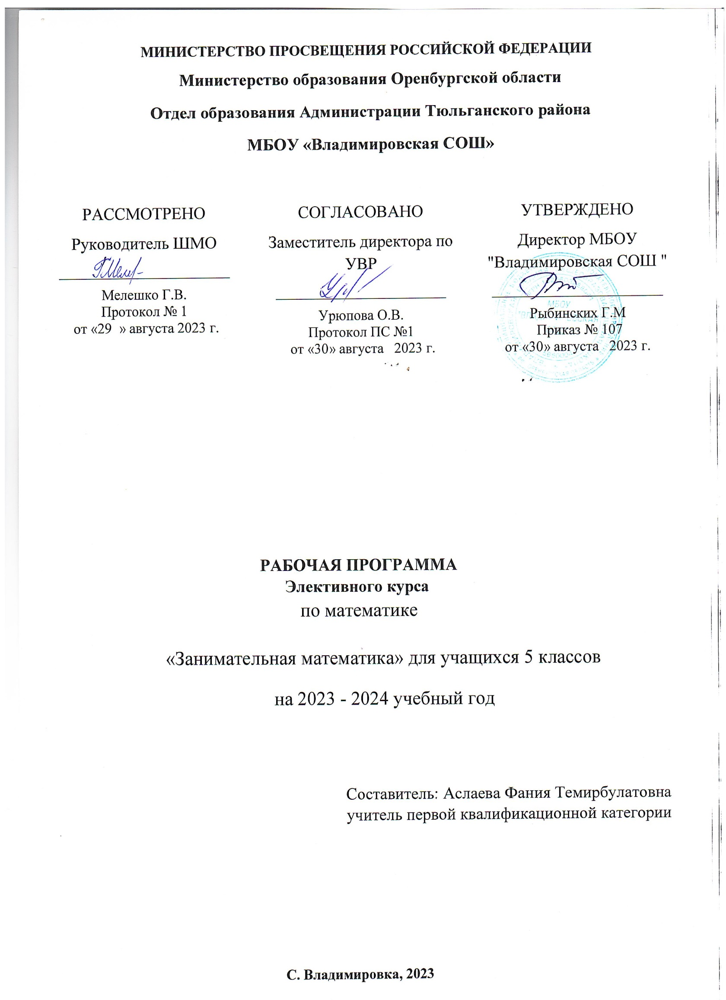 МИНИСТЕРСТВО ПРОСВЕЩЕНИЯ РОССИЙСКОЙ ФЕДЕРАЦИИ
Министерство образования Оренбургской области
Отдел образования Администрации Тюльганского района
МБОУ «Владимировская СОШ»
РАССМОТРЕНО
Руководитель ШМО
Мелешко Г.В.
Протокол № 1
от «29 » августа 2023 г.
СОГЛАСОВАНО
Заместитель директора по
УВР
Урюпова О.В.
Протокол ПС №1
от «30» августа 2023 г.
УТВЕРЖДЕНО
Директор МБОУ
"Владимировская СОШ "
Рыбинских Г.М
Приказ № 107
от «30» августа 2023 г.
МБОУ
РАБОЧАЯ ПРОГРАММА
Элективного курса
по математике
«Занимательная математика» для учащихся 5 классов
на 2023 - 2024 учебный год
Составитель: Аслаева Фания Темирбулатовна
учитель первой квалификационной категории
С. Владимировка, 2023